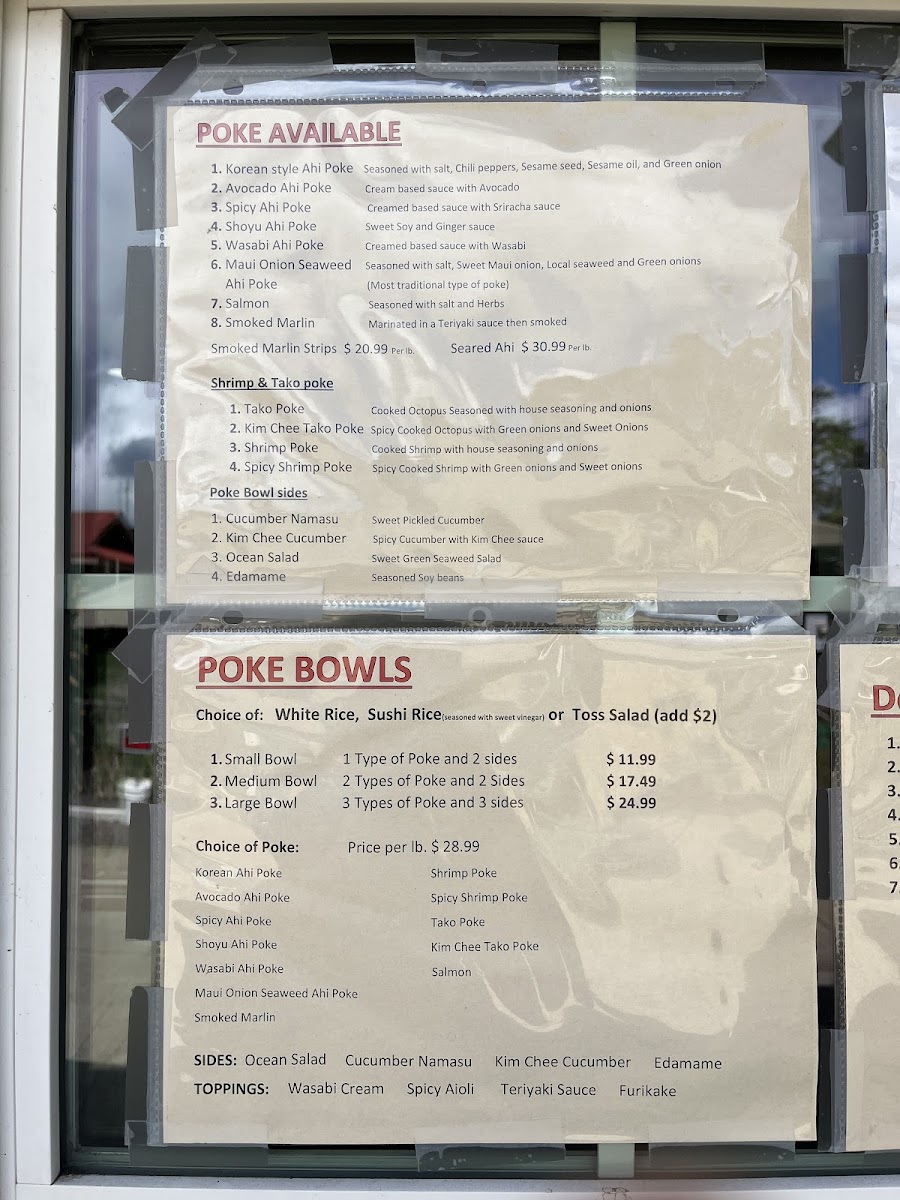 POKE AVAILABLE
1. Korean style Ahi Poke Seasoned with salt, Chili peppers, Sesame seed, Sesame oil, and Green onion
2. Avocado Ahi Poke Cream based sauce with Avocado
3. Spicy Ahi Poke Creamed based sauce with Sriracha sauce
4. Shoyu Ahi Poke Sweet Soy and Ginger sauce
5. Wasabi Ahi Poke Creamed based sauce with Wasabi
6. Maui Onion Seaweed Seasoned with salt, Sweet Maui onion, Local seaweed and Green onions
Ahi Poke (Most traditional type of poke)
7. Salmon Seasoned with salt and Herbs
8. Smoked Marlin Marinated in a Teriyaki sauce then smoked
Smoked Marlin Strips $ 20.99 Per lb. Seared Ahi $ 30.99 Per lb.
Shrimp & Tako poke
1. Tako Poke Cooked Octopus Seasoned with house seasoning and onions
2. Kim Chee Tako Poke Spicy Cooked Octopus with Green onions and Sweet Onions
3. Shrimp Poke Cooked Shrimp with house seasoning and onions
4. Spicy Shrimp Poke Spicy Cooked Shrimp with Green onions and Sweet onions
Poke Bowl sides
1. Cucumber Namasu Sweet Pickled Cucumber
2. Kim Chee Cucumber Spicy Cucumber with Kim Chee sauce
3. Ocean Salad Sweet Green Seaweed Salad
4. Edamame Seasoned Soy beans
POKE BOWLS
Choice of: White Rice, Sushi Rice(seasoned with sweet vinegar) or Toss Salad (add $2)
1. Small Bowl 1 Type of Poke and 2 sides $ 11.99
2. Medium Bowl 2 Types of Poke and 2 Sides $ 17.49
3. Large Bowl 3 Types of Poke and 3 sides $ 24.99
Choice of Poke: Price per lb. $ 28.99
Korean Ahi Poke Shrimp Poke
Avocado Ahi Poke Spicy Shrimp Poke
Spicy Ahi Poke Tako Poke
Shoyu Ahi Poke Kim Chee Tako Poke
Wasabi Ahi Poke Salmon
Maui Onion Seaweed Ahi Poke
Smoked Marlin
SIDES: Ocean Salad Cucumber Namasu Kim Chee Cucumber Edamame
TOPPINGS: Wasabi Cream Spicy Aioli Teriyaki Sauce Furikake
1.
2.
3.
4.
5.
6.
7.